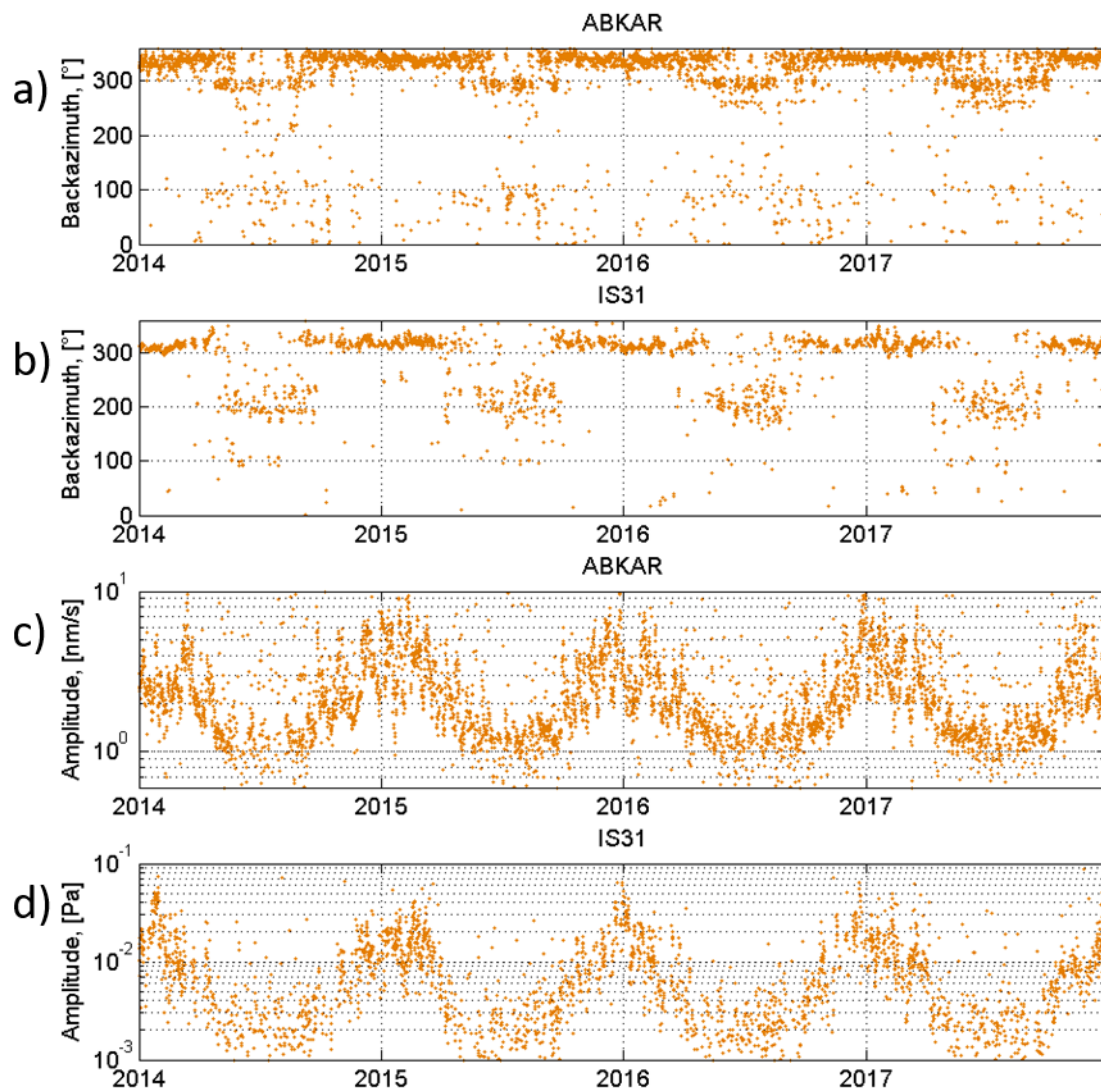 ABKAR
a)
Backazimuth, [°]
300
200
100
0
2014 2015 2016 2017
IS31
b)
Backazimuth, [°]
300
200
100
0
2014 2015 2016 2017
ABKAR
c)
Amplitude, [nm/s]
10^1
10^0
2014 2015 2016 2017
IS31
d)
Amplitude, [Pa]
10^-1
10^-2
10^-3
2014 2015 2016 2017